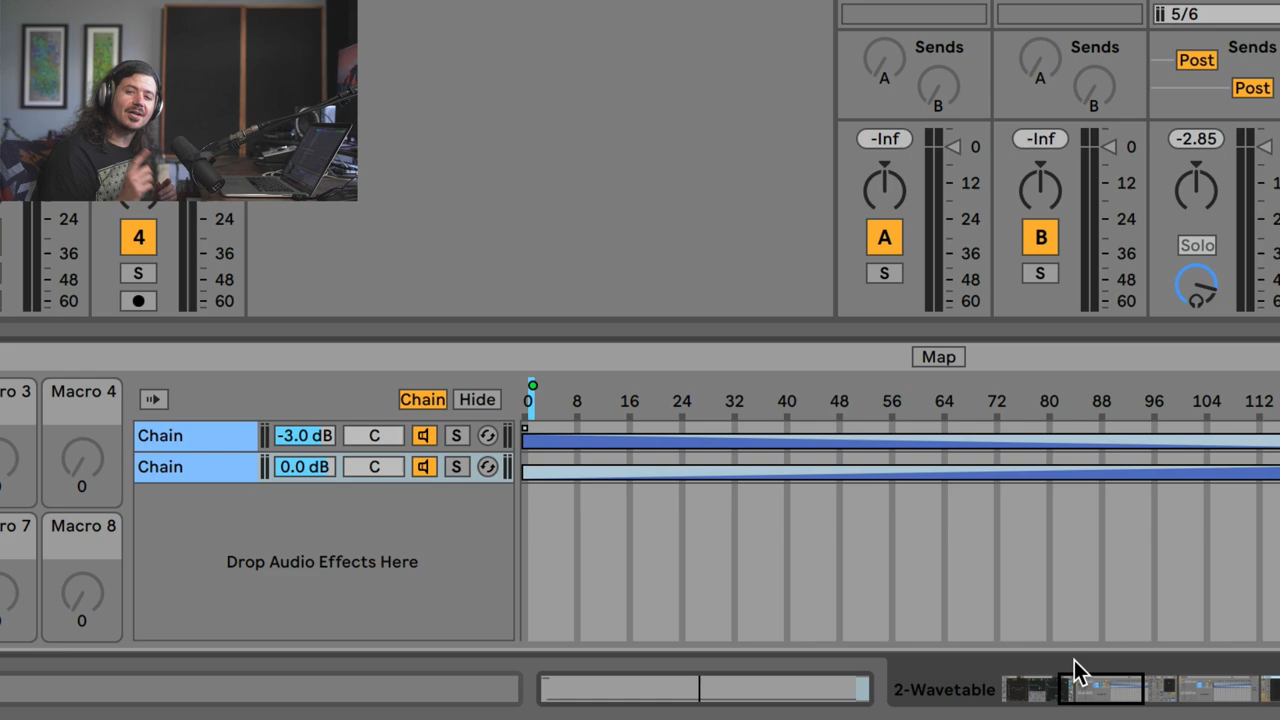 5/6
Sends
Sends
Sends
A
B
A
B
Post
Post
-Inf
-Inf
-2.85
0
12
24
36
48
60
0
12
24
36
48
60
24
36
48
60
4
S
24
36
48
60
A
S
B
S
Solo
Map
ro 3
Macro 4
0
Chain
Hide
0 8 16 24 32 40 48 56 64 72 80 88 96 104 112
Chain -3.0 dB C S
Chain 0.0 dB C S
ro 7
Macro 8
0
Drop Audio Effects Here
2-Wavetable